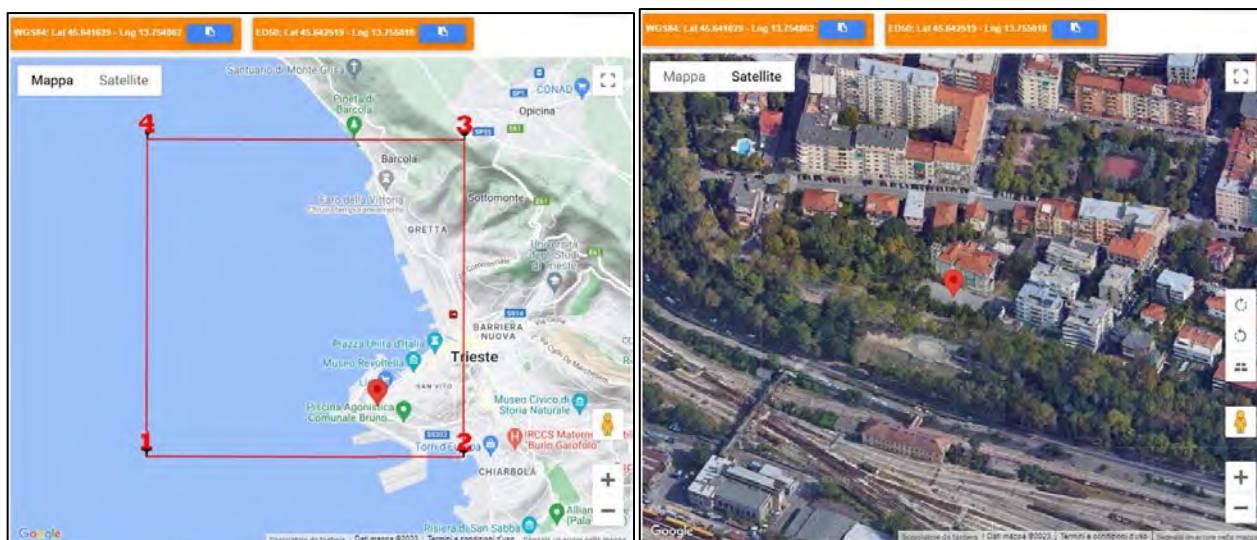 WGS84: Lat 45.641629 - Lng 13.754862
ED50: Lat 45.642519 - Lng 13.755818
Mappa Satellite
Santuario di Monte Grisa
Pineta di
Barcola
CONAD
Opicina
4
3
Barcola
Faro della Vittoria
Sottomonte
GRETTA
Università
degli Studi
di Trieste
BARRIERA
NUOVA
Piazza Unità d'Italia
Trieste
Museo Revoltella
SAN VITO
Piscina Agonistica
Comunale Bruno...
Museo Civico di
Storia Naturale
1
2
Torri d'Europa
IRCCS Materno
"Burlo Garofolo"
CHIARBOLA
Risiera di San Sabba
Google
Dati mappa ©2023
Termini e condizioni d'uso
WGS84: Lat 45.641629 - Lng 13.754862
ED50: Lat 45.642519 - Lng 13.755818
Mappa Satellite
Google
Dati mappa ©2023
Termini e condizioni d'uso